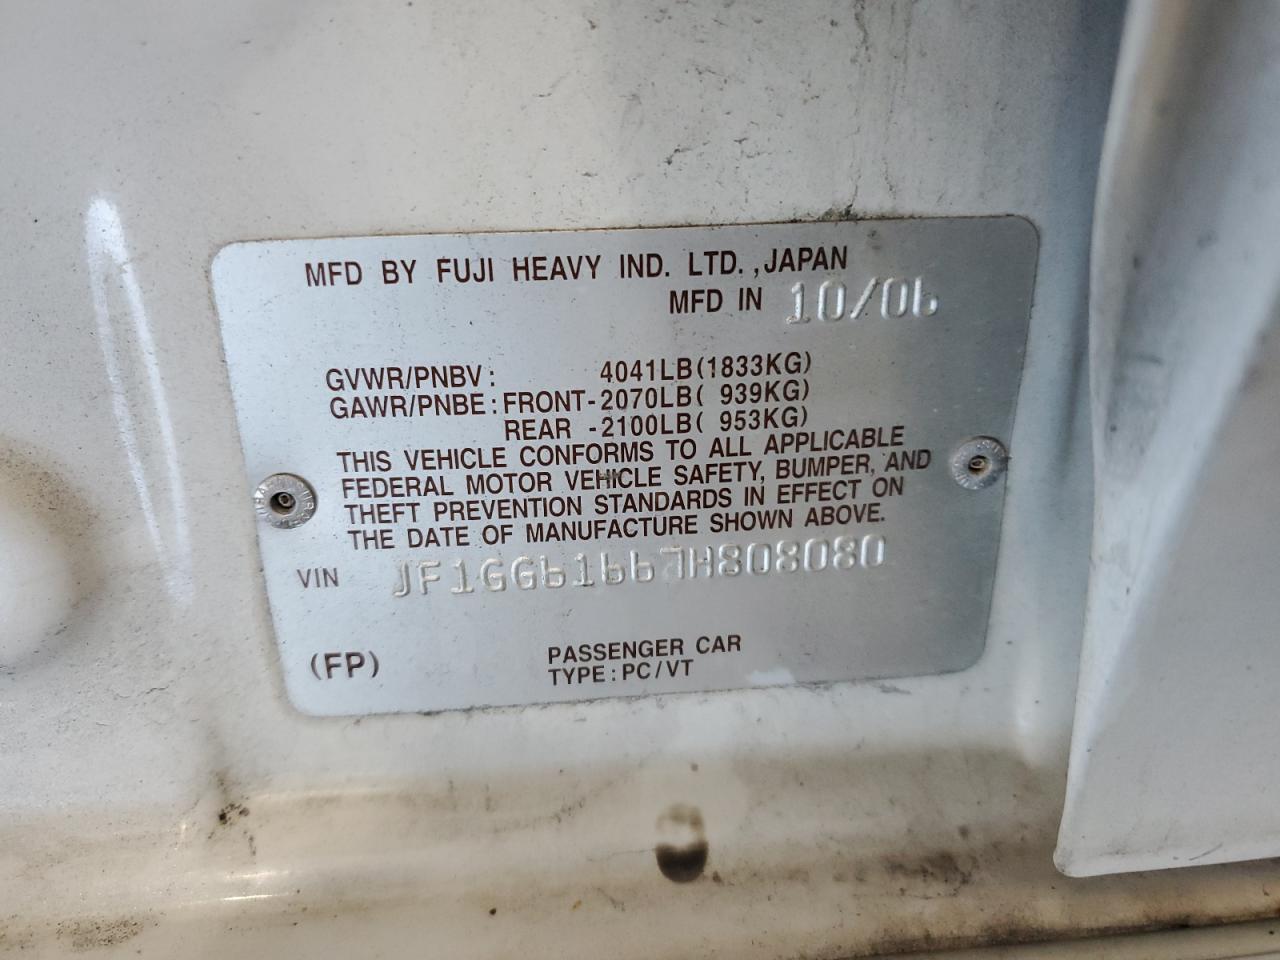 MFD BY FUJI HEAVY IND. LTD., JAPAN
MFD IN 10/06
GVWR/PNBV: 4041LB(1833KG)
GAWR/PNBE: FRONT-2070LB( 939KG)
REAR -2100LB( 953KG)
THIS VEHICLE CONFORMS TO ALL APPLICABLE
FEDERAL MOTOR VEHICLE SAFETY, BUMPER, AND
THEFT PREVENTION STANDARDS IN EFFECT ON
THE DATE OF MANUFACTURE SHOWN ABOVE.
VIN JF1GG61667H808080
(FP) PASSENGER CAR
TYPE: PC/VT